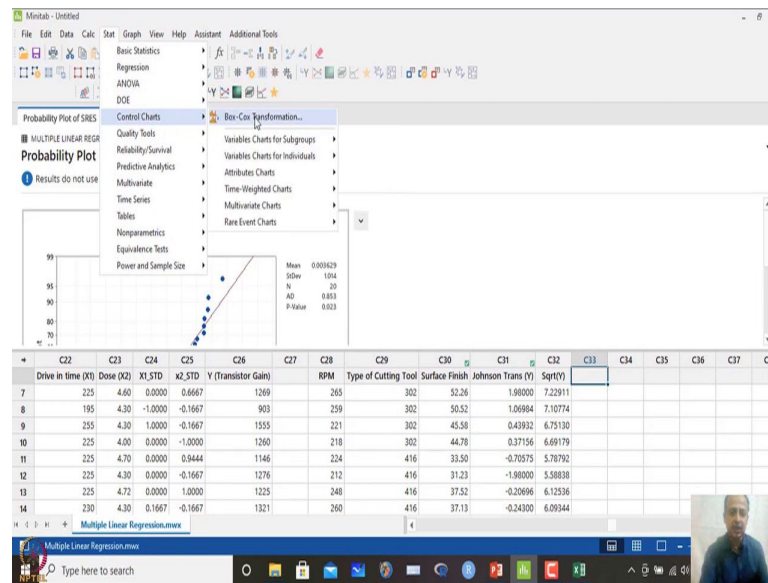 Minitab - Untitled
File Edit Data Calc Stat Graph View Help Assistant Additional Tools
Basic Statistics
Regression
ANOVA
DOE
Control Charts
Quality Tools
Reliability/Survival
Predictive Analytics
Multivariate
Time Series
Tables
Nonparametrics
Equivalence Tests
Power and Sample Size
Box-Cox Transformation...
Variables Charts for Subgroups
Variables Charts for Individuals
Attributes Charts
Time-Weighted Charts
Multivariate Charts
Rare Event Charts
Probability Plot of SRES
MULTIPLE LINEAR REGR
Probability Plot
Results do not use
99
95
90
80
70
Mean 0.003629
StDev 1.014
N 20
AD 0.853
P-Value 0.023
C22 C23 C24 C25 C26 C27 C28 C29 C30 C31 C32 C33 C34 C35 C36 C37 C
Drive in time (X1) Dose (X2) X1_STD x2_STD Y (Transistor Gain) RPM Type of Cutting Tool Surface Finish Johnson Trans (Y) Sqrt(Y)
7 225 4.60 0.0000 0.6667 1269 265 302 52.26 1.98000 7.22911
8 195 4.30 -1.0000 -0.1667 903 259 302 50.52 1.06984 7.10774
9 255 4.30 1.0000 -0.1667 1555 221 302 45.58 0.43932 6.75130
10 225 4.00 0.0000 -1.0000 1260 218 302 44.78 0.37156 6.69179
11 225 4.70 0.0000 0.9444 1146 224 416 33.50 -0.70575 5.78792
12 225 4.30 0.0000 -0.1667 1276 212 416 31.23 -1.98000 5.58838
13 225 4.72 0.0000 1.0000 1225 248 416 37.52 -0.20696 6.12536
14 230 4.30 0.1667 -0.1667 1321 260 416 37.13 -0.24300 6.09344
Multiple Linear Regression.mwx
Multiple Linear Regression.mwx
Type here to search
NPTEL